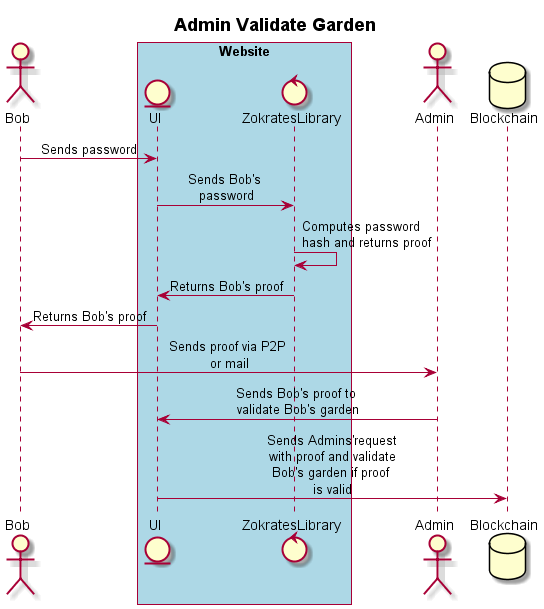 Admin Validate Garden
Website
Bob
UI
ZokratesLibrary
Admin
Blockchain
Sends password
Sends Bob's
password
Computes password
hash and returns proof
Returns Bob's proof
Returns Bob's proof
Sends proof via P2P
or mail
Sends Bob's proof to
validate Bob's garden
Sends Admins'request
with proof and validate
Bob's garden if proof
is valid
Bob
UI
ZokratesLibrary
Admin
Blockchain